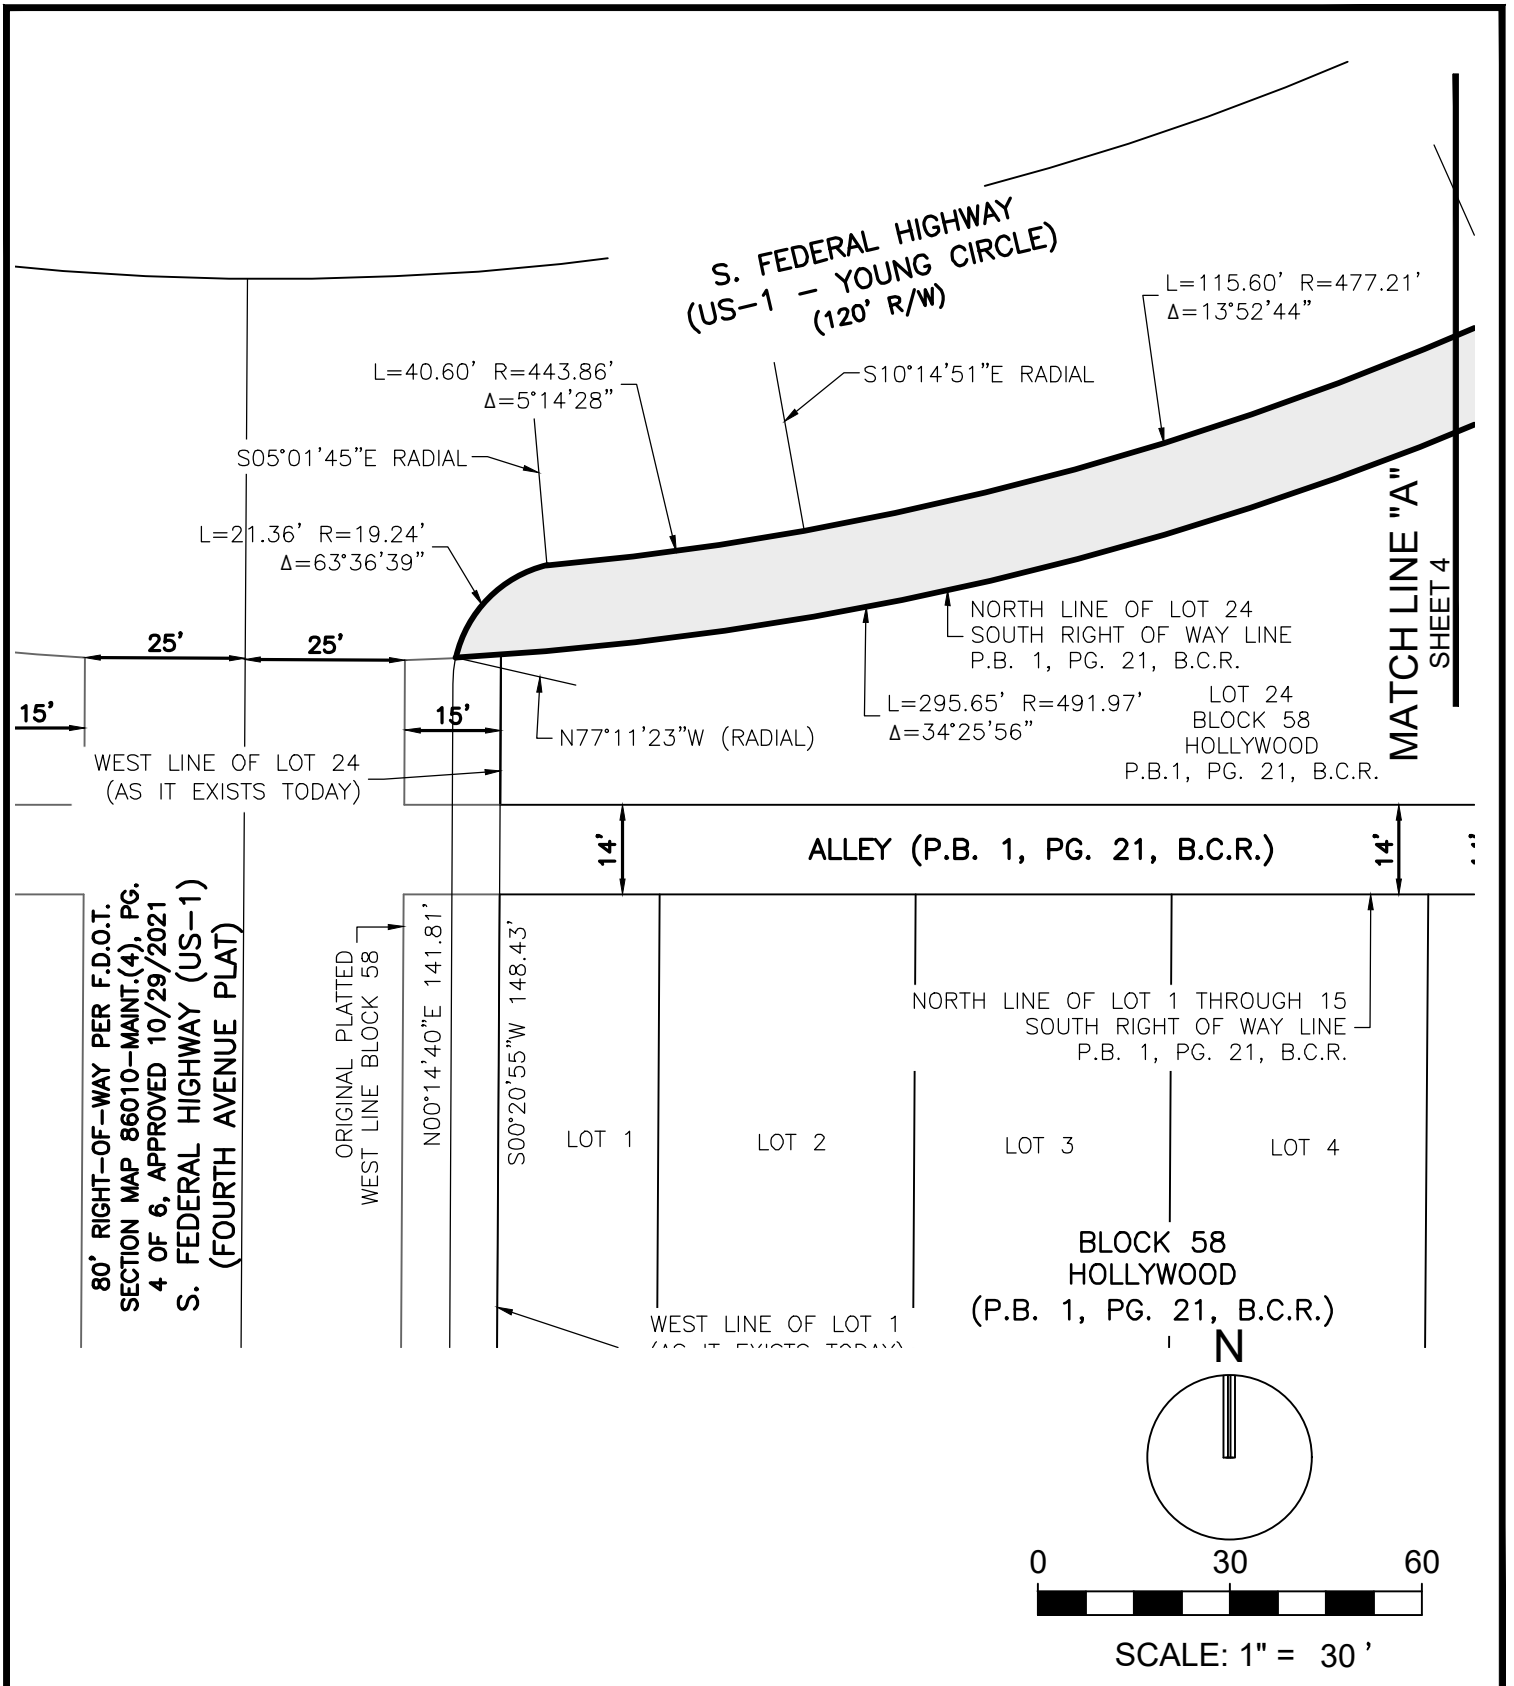 S. FEDERAL HIGHWAY
(US-1 - YOUNG CIRCLE)
(120' R/W)
L=115.60' R=477.21'
Δ=13°52'44"
L=40.60' R=443.86'
Δ=5°14'28"
S10°14'51"E RADIAL
S05°01'45"E RADIAL
L=21.36' R=19.24'
Δ=63°36'39"
MATCH LINE "A"
SHEET 4
NORTH LINE OF LOT 24
SOUTH RIGHT OF WAY LINE
P.B. 1, PG. 21, B.C.R.
25'
25'
15'
15'
L=295.65' R=491.97'
Δ=34°25'56"
N77°11'23"W (RADIAL)
LOT 24
BLOCK 58
HOLLYWOOD
P.B.1, PG. 21, B.C.R.
WEST LINE OF LOT 24
(AS IT EXISTS TODAY)
14'
ALLEY (P.B. 1, PG. 21, B.C.R.)
14'
80' RIGHT-OF-WAY PER F.D.O.T.
SECTION MAP 86010-MAINT.(4), PG.
4 OF 6, APPROVED 10/29/2021
S. FEDERAL HIGHWAY (US-1)
(FOURTH AVENUE PLAT)
ORIGINAL PLATTED
WEST LINE BLOCK 58
N00°14'40"E 141.81'
S00°20'55"W 148.43'
NORTH LINE OF LOT 1 THROUGH 15
SOUTH RIGHT OF WAY LINE
P.B. 1, PG. 21, B.C.R.
LOT 1
LOT 2
LOT 3
LOT 4
BLOCK 58
HOLLYWOOD
(P.B. 1, PG. 21, B.C.R.)
WEST LINE OF LOT 1
(AS IT EXISTS TODAY)
N
0 30 60
SCALE: 1" = 30 '